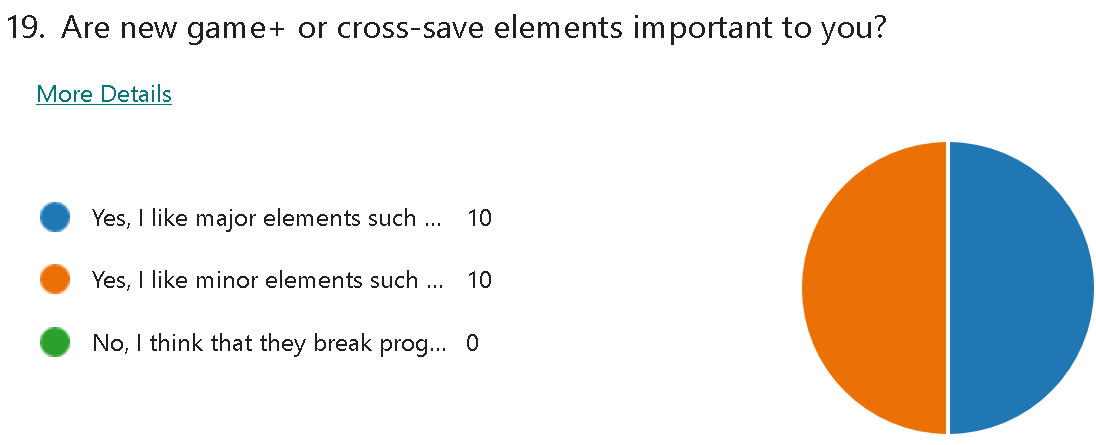 19. Are new game+ or cross-save elements important to you?
More Details
Yes, I like major elements such ... 10
Yes, I like minor elements such ... 10
No, I think that they break prog... 0